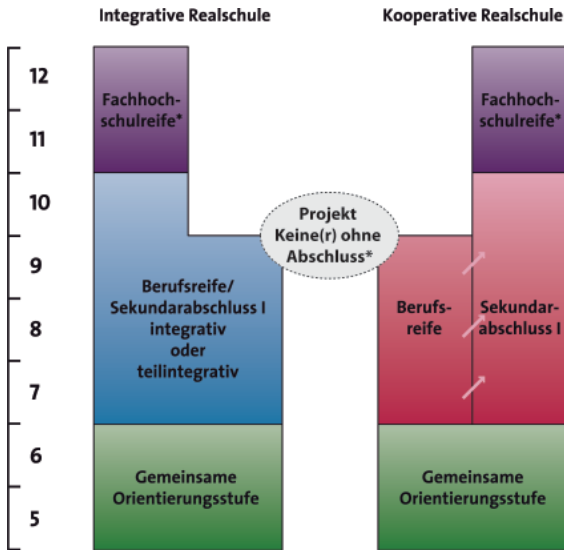 Integrative Realschule
Kooperative Realschule
12
11
10
9
8
7
6
5
Fachhoch-
schulreife*
Fachhoch-
schulreife*
Projekt
Keine(r) ohne
Abschluss*
Berufsreife/
Sekundarabschluss I
integrativ
oder
teilintegrativ
Berufs-
reife
Sekundar-
abschluss I
Gemeinsame
Orientierungsstufe
Gemeinsame
Orientierungsstufe